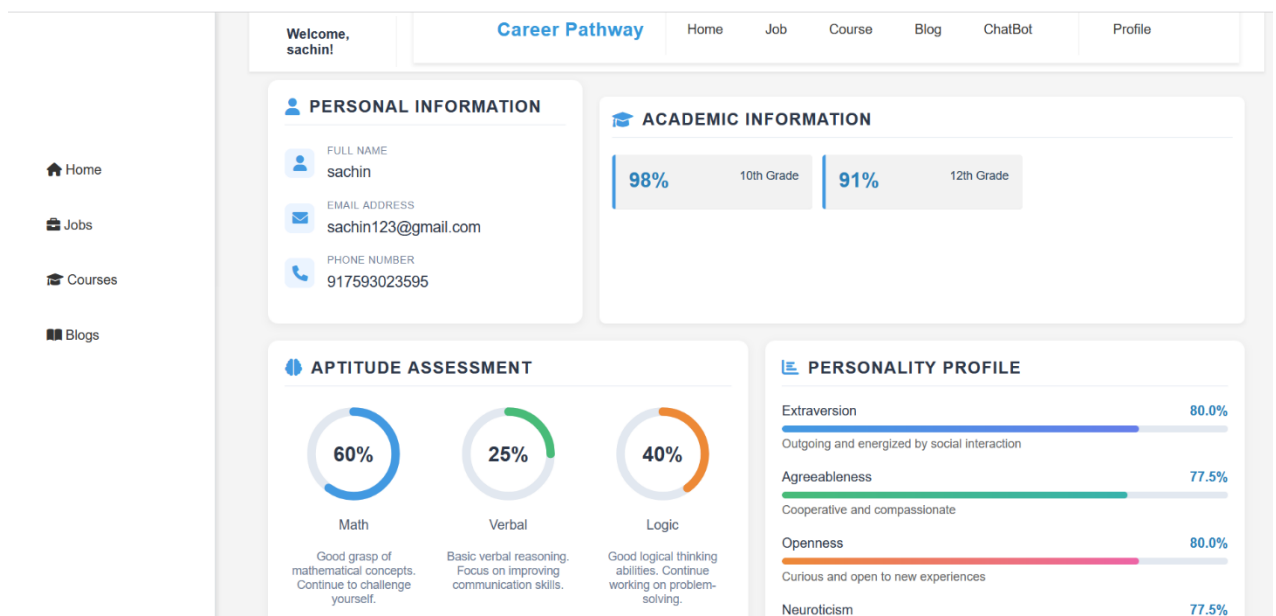 Welcome,
sachin!
Career Pathway
Home
Job
Course
Blog
ChatBot
Profile
Home
Jobs
Courses
Blogs
PERSONAL INFORMATION
FULL NAME
sachin
EMAIL ADDRESS
sachin123@gmail.com
PHONE NUMBER
917593023595
ACADEMIC INFORMATION
98%
10th Grade
91%
12th Grade
APTITUDE ASSESSMENT
60%
Math
Good grasp of
mathematical concepts.
Continue to challenge
yourself.
25%
Verbal
Basic verbal reasoning.
Focus on improving
communication skills.
40%
Logic
Good logical thinking
abilities. Continue
working on problem-
solving.
PERSONALITY PROFILE
Extraversion 80.0%
Outgoing and energized by social interaction
Agreeableness 77.5%
Cooperative and compassionate
Openness 80.0%
Curious and open to new experiences
Neuroticism 77.5%